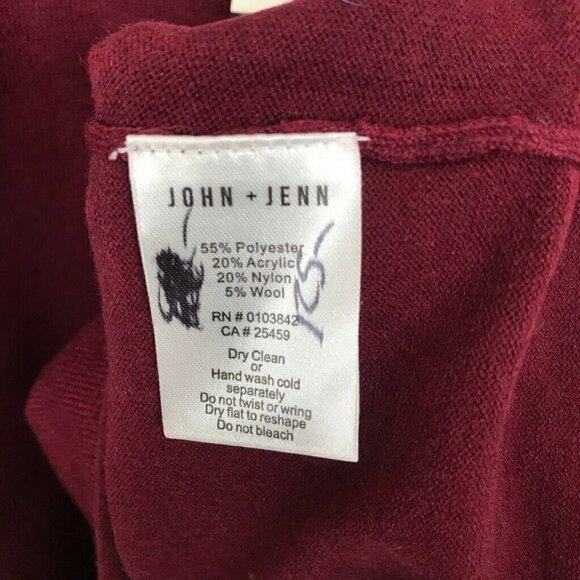 JOHN + JENN
55% Polyester
20% Acrylic
20% Nylon
5% Wool
RN # 0103842
CA # 25459
Dry Clean
or
Hand wash cold
separately
Do not twist or wring
Dry flat to reshape
Do not bleach